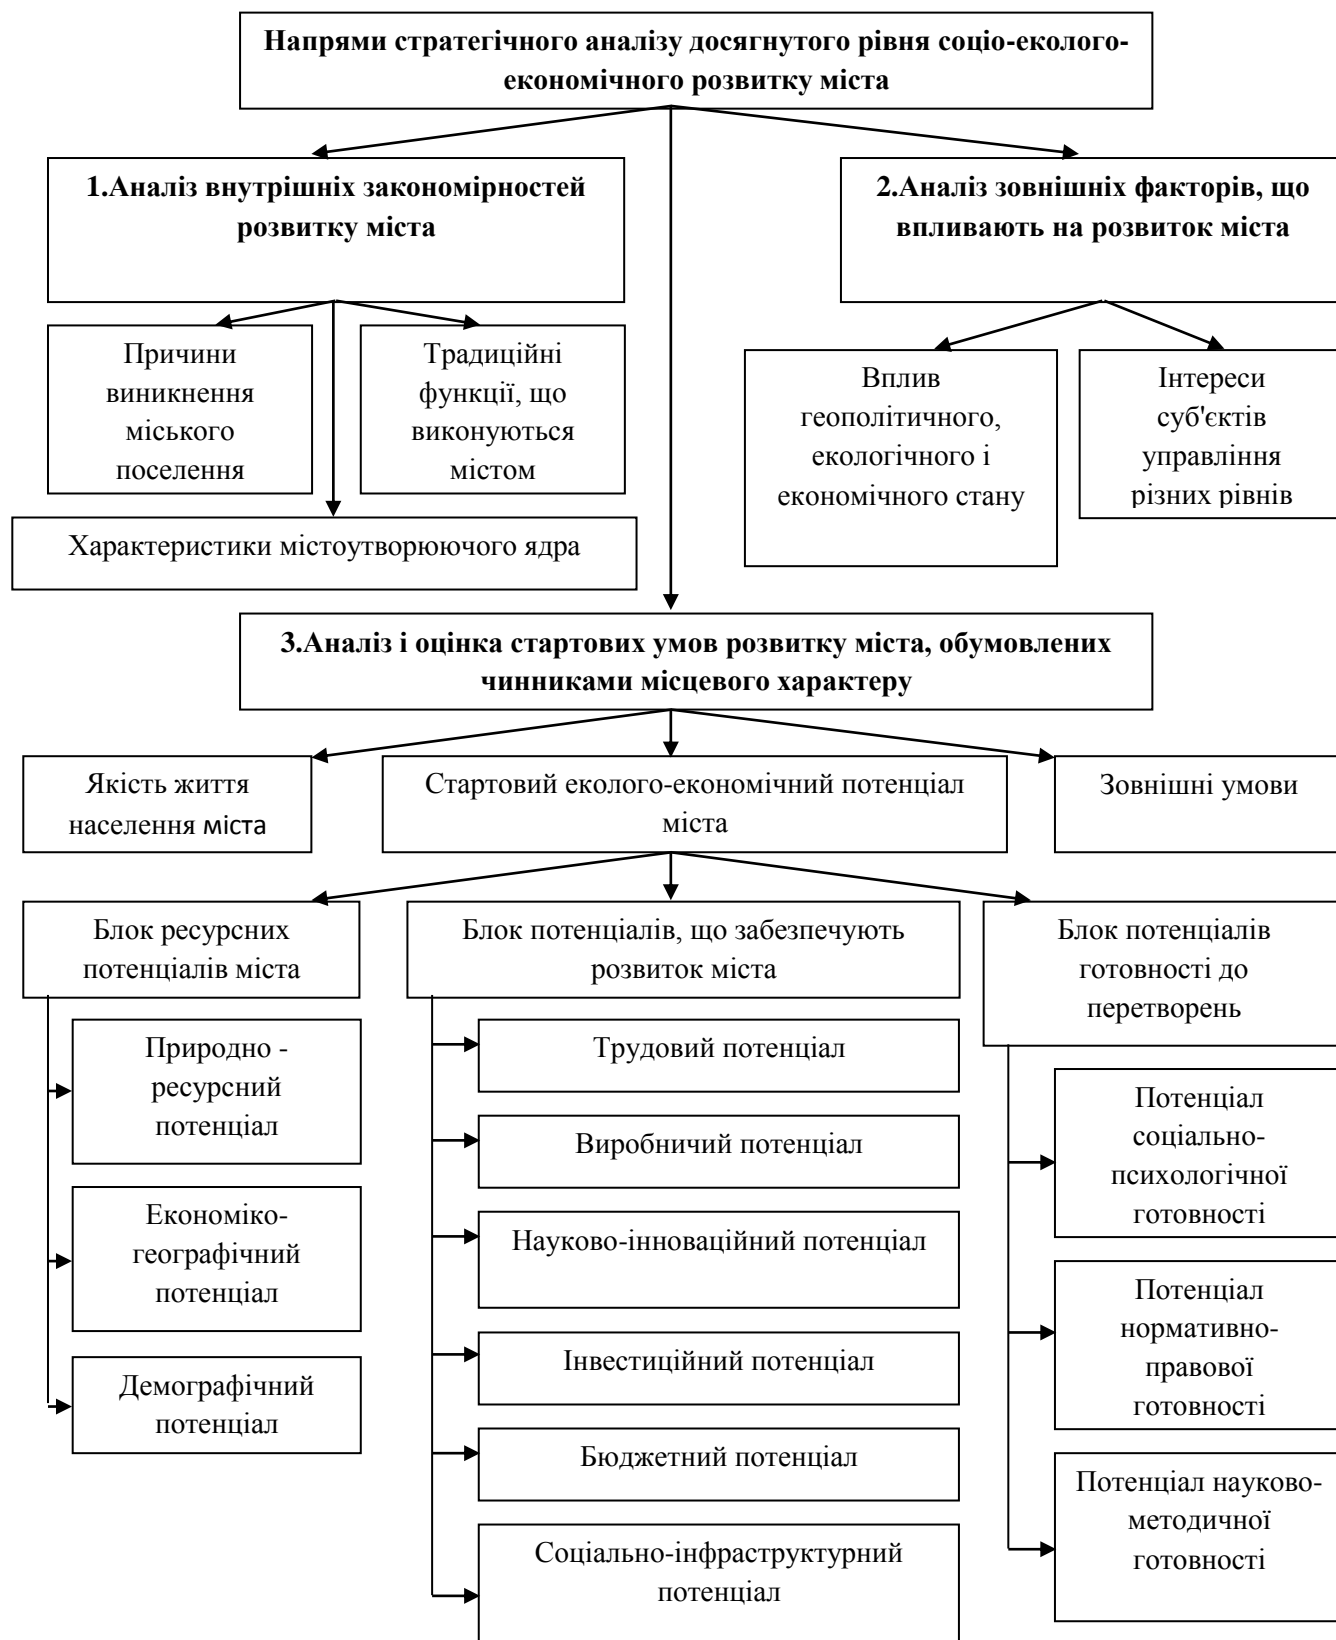 Напрями стратегічного аналізу досягнутого рівня соціо-еколого-
економічного розвитку міста
1.Аналіз внутрішніх закономірностей
розвитку міста
2.Аналіз зовнішніх факторів, що
впливають на розвиток міста
Причини
виникнення
міського
поселення
Традиційні
функції, що
виконуються
містом
Вплив
геополітичного,
екологічного і
економічного стану
Інтереси
суб'єктів
управління
різних рівнів
Характеристики містоутворюючого ядра
3.Аналіз і оцінка стартових умов розвитку міста, обумовлених
чинниками місцевого характеру
Якість життя
населення міста
Стартовий еколого-економічний потенціал
міста
Зовнішні умови
Блок ресурсних
потенціалів міста
Блок потенціалів, що забезпечують
розвиток міста
Блок потенціалів
готовності до
перетворень
Природно -
ресурсний
потенціал
Економіко-
географічний
потенціал
Демографічний
потенціал
Трудовий потенціал
Виробничий потенціал
Науково-інноваційний потенціал
Інвестиційний потенціал
Бюджетний потенціал
Соціально-інфраструктурний
потенціал
Потенціал
соціально-
психологічної
готовності
Потенціал
нормативно-
правової
готовності
Потенціал науково-
методичної
готовності